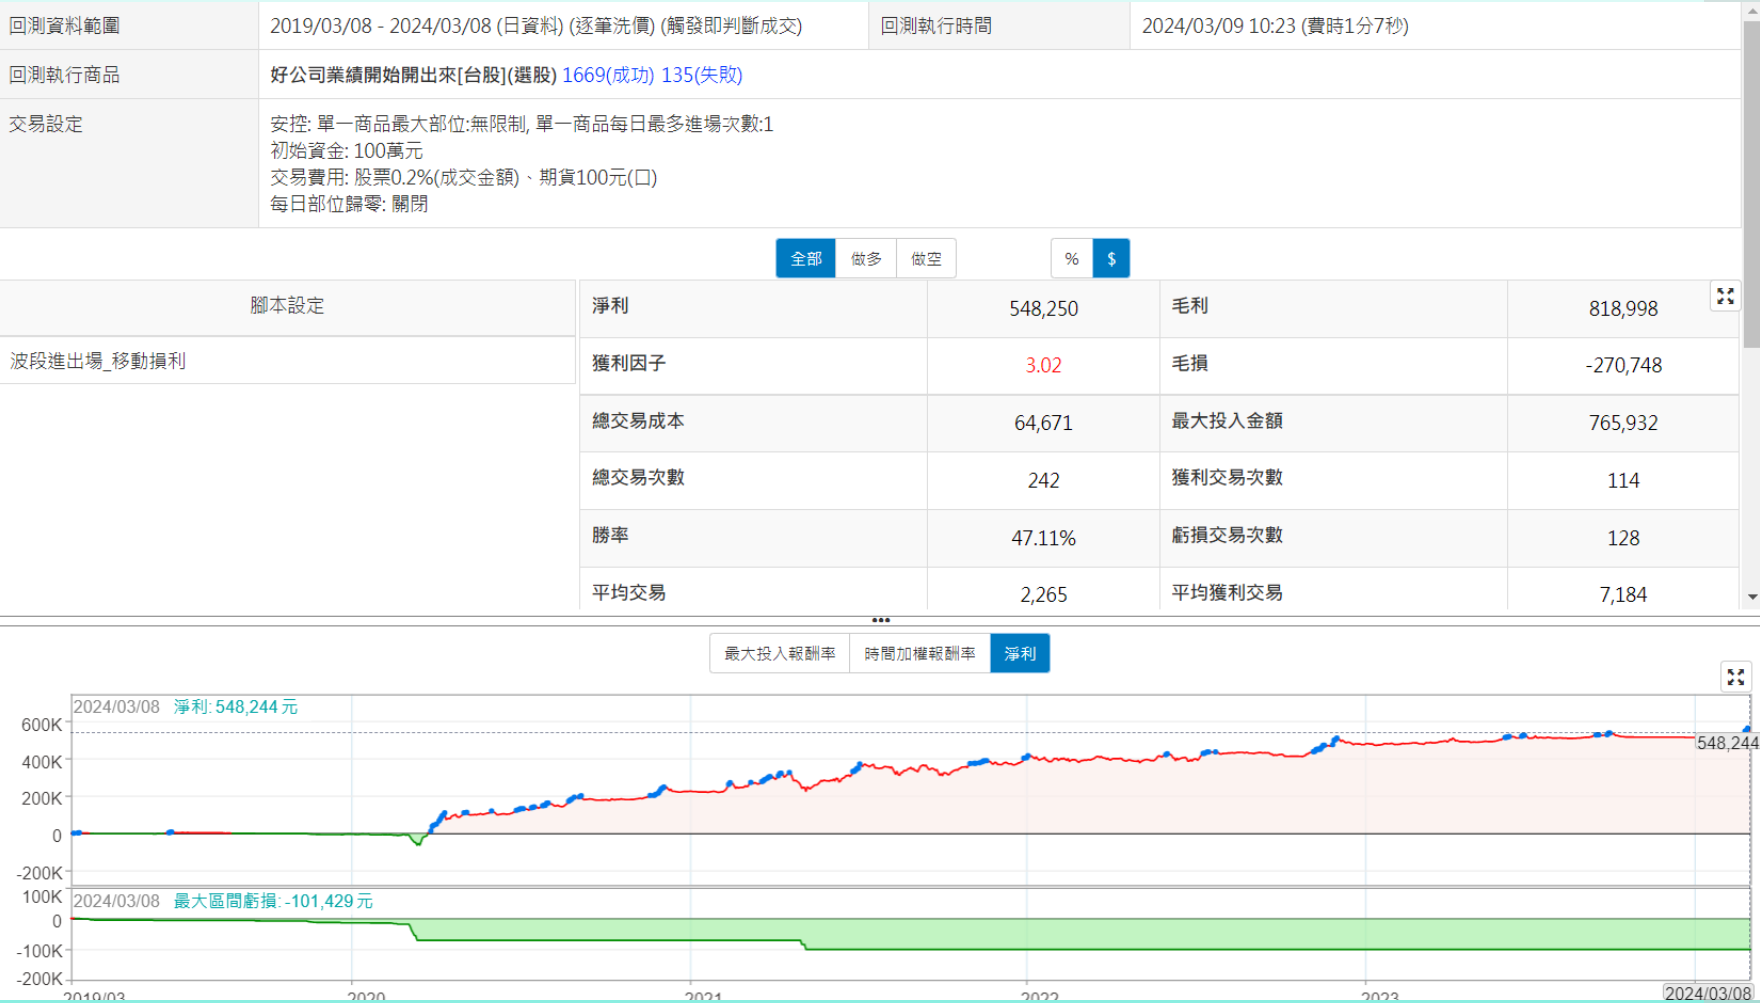 回測資料範圍 2019/03/08 - 2024/03/08 (日資料) (逐筆洗價) (觸發即判斷成交) 回測執行時間 2024/03/09 10:23 (費時1分7秒)
回測執行商品 好公司業績開始開出來[台股](選股) 1669(成功) 135(失敗)
交易設定 安控: 單一商品最大部位:無限制, 單一商品每日最多進場次數:1
初始資金: 100萬元
交易費用: 股票0.2%(成交金額)、期貨100元(口)
每日部位歸零: 關閉
全部 做多 做空 % $
腳本設定
波段進出場_移動損利
淨利 548,250 毛利 818,998
獲利因子 3.02 毛損 -270,748
總交易成本 64,671 最大投入金額 765,932
總交易次數 242 獲利交易次數 114
勝率 47.11% 虧損交易次數 128
平均交易 2,265 平均獲利交易 7,184
最大投入報酬率 時間加權報酬率 淨利
2024/03/08 淨利: 548,244 元
600K
400K
200K
0
-200K
548,244
2024/03/08 最大區間虧損: -101,429 元
100K
0
-100K
-200K
2019/03 2020 2021 2022 2023 2024/03/08